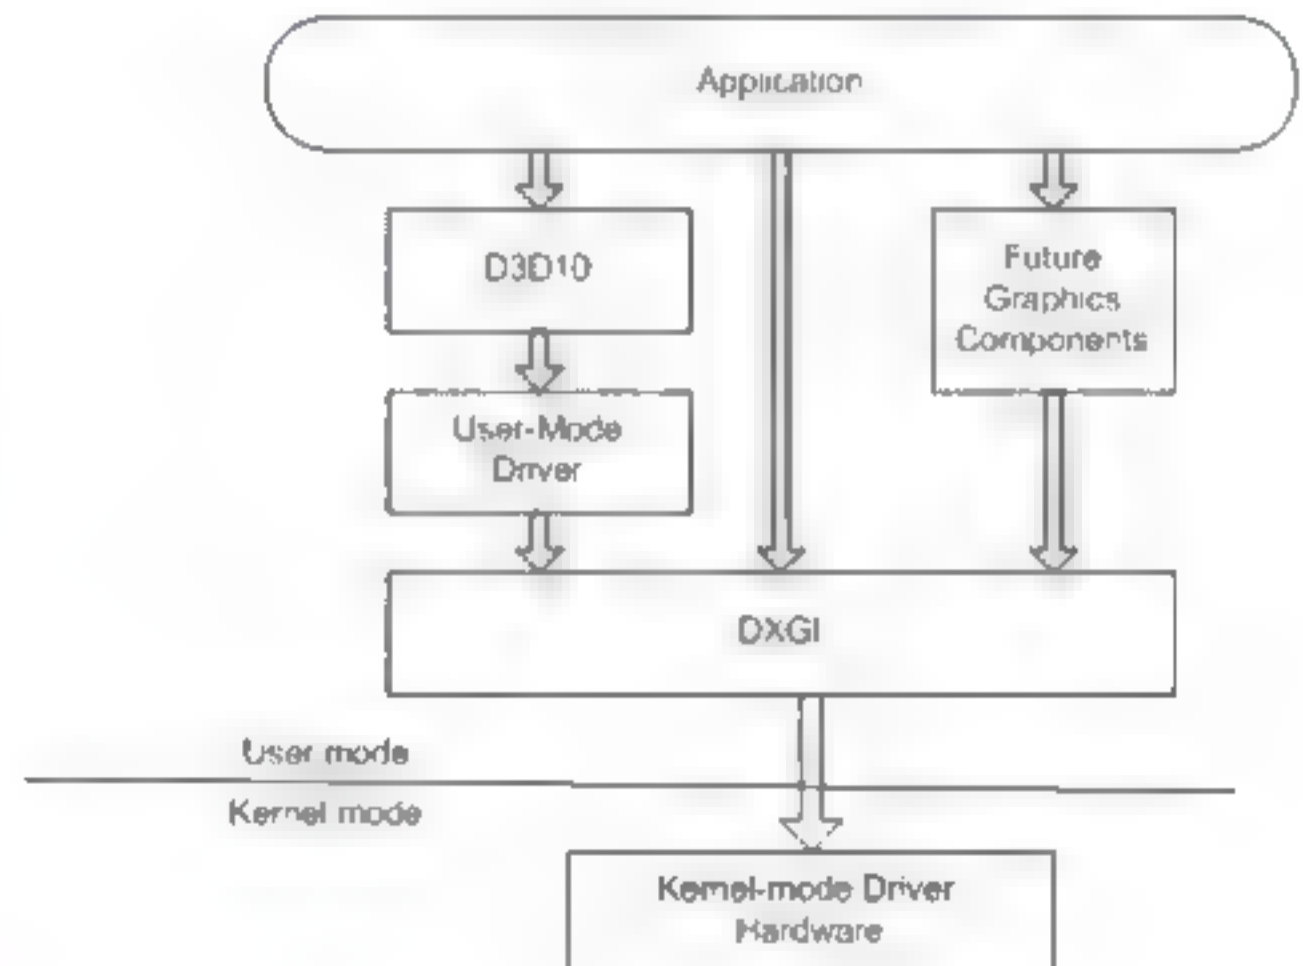 Application
D3D10
Future
Graphics
Components
User-Mode
Driver
DXGI
User mode
Kernel mode
Kernel-mode Driver
Hardware